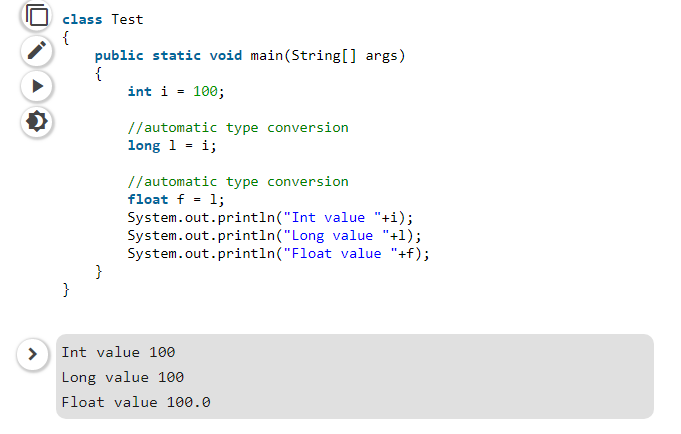 class Test
{
    public static void main(String[] args)
    {
        int i = 100;
        //automatic type conversion
        long l = i;
        //automatic type conversion
        float f = l;
        System.out.println("Int value "+i);
        System.out.println("Long value "+l);
        System.out.println("Float value "+f);
    }
}
Int value 100
Long value 100
Float value 100.0